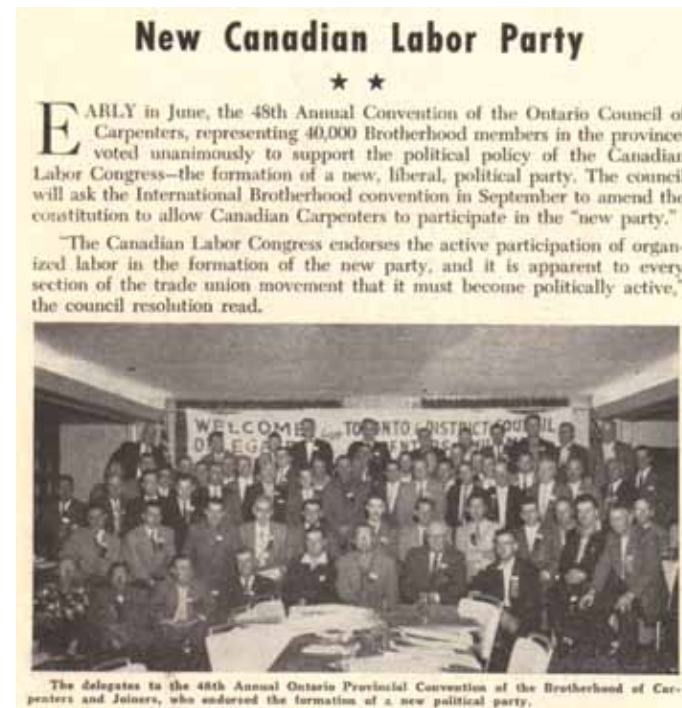 New Canadian Labor Party
★ ★
EARLY in June, the 48th Annual Convention of the Ontario Council of
Carpenters, representing 40,000 Brotherhood members in the province
voted unanimously to support the political policy of the Canadian
Labor Congress—the formation of a new, liberal, political party. The council
will ask the International Brotherhood convention in September to amend the
constitution to allow Canadian Carpenters to participate in the "new party."
"The Canadian Labor Congress endorses the active participation of organ-
ized labor in the formation of the new party, and it is apparent to every
section of the trade union movement that it must become politically active,"
the council resolution read.
WELCOME TORONTO DISTRICT COUNCIL
The delegates to the 48th Annual Ontario Provincial Convention of the Brotherhood of Car-
penters and Joiners, who endorsed the formation of a new political party.